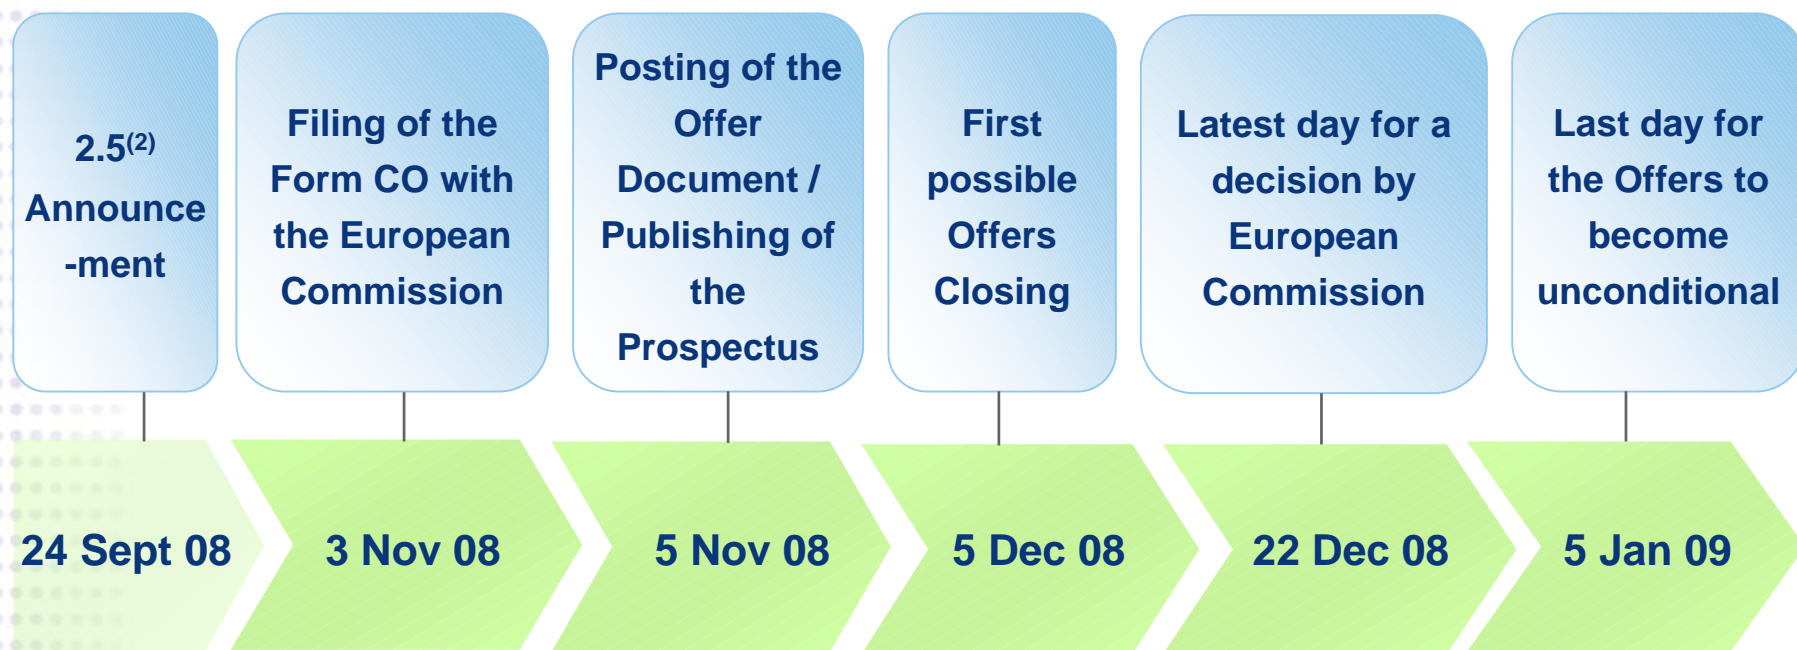 2.5(2)
Announce
-ment
Filing of the
Form CO with
the European
Commission
Posting of the
Offer
Document /
Publishing of
the
Prospectus
First
possible
Offers
Closing
Latest day for a
decision by
European
Commission
Last day for
the Offers to
become
unconditional
24 Sept 08
3 Nov 08
5 Nov 08
5 Dec 08
22 Dec 08
5 Jan 09